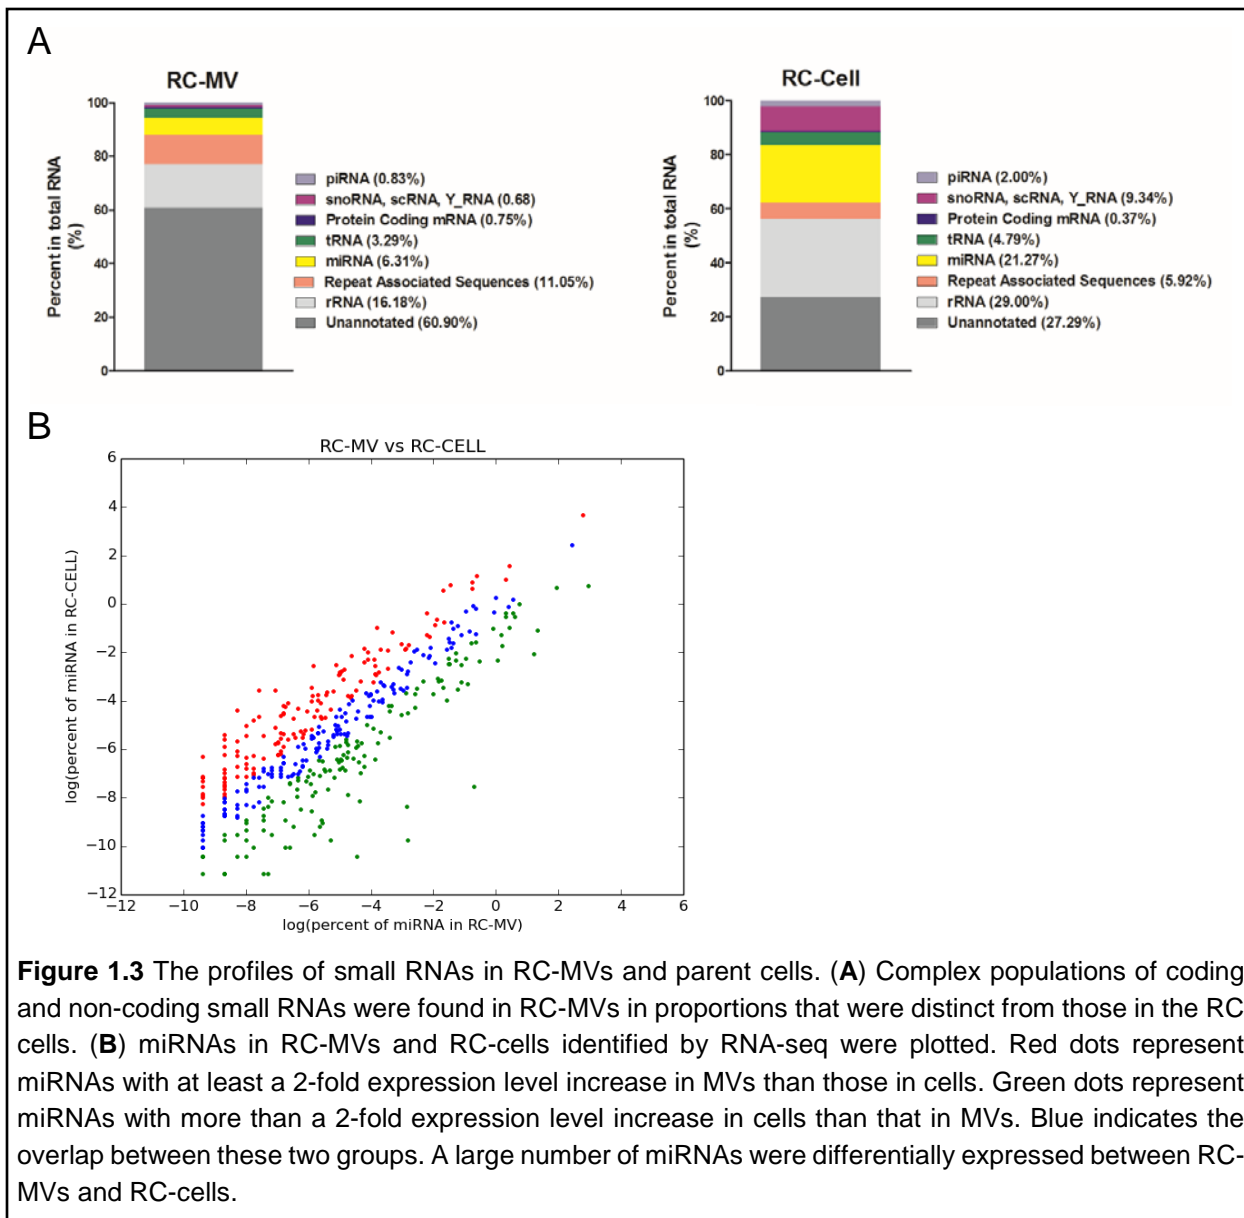 A
RC-MV
Percent in total RNA
(%)
100
80
60
40
20
0
piRNA (0.83%)
snoRNA, scRNA, Y_RNA (0.68)
Protein Coding mRNA (0.75%)
tRNA (3.29%)
miRNA (6.31%)
Repeat Associated Sequences (11.05%)
rRNA (16.18%)
Unannotated (60.90%)
RC-Cell
Percent in total RNA
(%)
100
80
60
40
20
0
piRNA (2.00%)
snoRNA, scRNA, Y_RNA (9.34%)
Protein Coding mRNA (0.37%)
tRNA (4.79%)
miRNA (21.27%)
Repeat Associated Sequences (5.92%)
rRNA (29.00%)
Unannotated (27.29%)
B
RC-MV vs RC-CELL
log(percent of miRNA in RC-CELL)
6
4
2
0
−2
−4
−6
−8
−10
−12
−12 −10 −8 −6 −4 −2 0 2 4 6
log(percent of miRNA in RC-MV)
Figure 1.3 The profiles of small RNAs in RC-MVs and parent cells. (A) Complex populations of coding
and non-coding small RNAs were found in RC-MVs in proportions that were distinct from those in the RC
cells. (B) miRNAs in RC-MVs and RC-cells identified by RNA-seq were plotted. Red dots represent
miRNAs with at least a 2-fold expression level increase in MVs than those in cells. Green dots represent
miRNAs with more than a 2-fold expression level increase in cells than that in MVs. Blue indicates the
overlap between these two groups. A large number of miRNAs were differentially expressed between RC-
MVs and RC-cells.